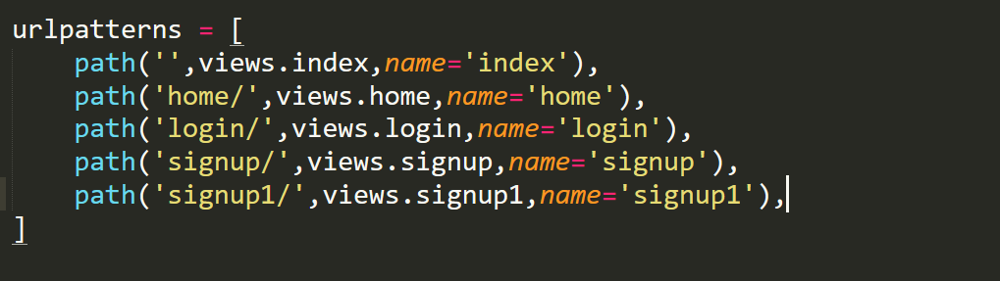 urlpatterns = [
    path('',views.index,name='index'),
    path('home/',views.home,name='home'),
    path('login/',views.login,name='login'),
    path('signup/',views.signup,name='signup'),
    path('signup1/',views.signup1,name='signup1'),
]